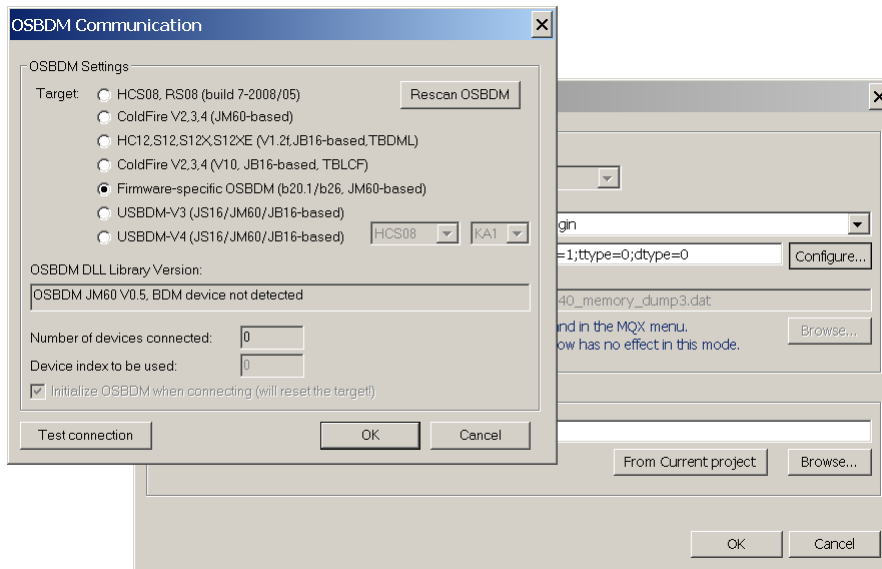 OSBDM Communication
OSBDM Settings
Target:
HCS08, RS08 (build 7-2008/05)
Rescan OSBDM
ColdFire V2,3,4 (JM60-based)
HC12,S12,S12X,S12XE (V1.2f,JB16-based,TBDML)
ColdFire V2,3,4 (V10, JB16-based, TBLCF)
Firmware-specific OSBDM (b20.1/b26, JM60-based)
USBDM-V3 (JS16/JM60/JB16-based)
USBDM-V4 (JS16/JM60/JB16-based)
HCS08
KA1
OSBDM DLL Library Version:
OSBDM JM60 V0.5, BDM device not detected
Number of devices connected:
0
Device index to be used:
0
Initialize OSBDM when connecting (will reset the target!)
Test connection
OK
Cancel
gin
=1;ttype=0;dtype=0
Configure...
40_memory_dump3.dat
and in the MQX menu.
ow has no effect in this mode.
Browse...
From Current project
Browse...
OK
Cancel